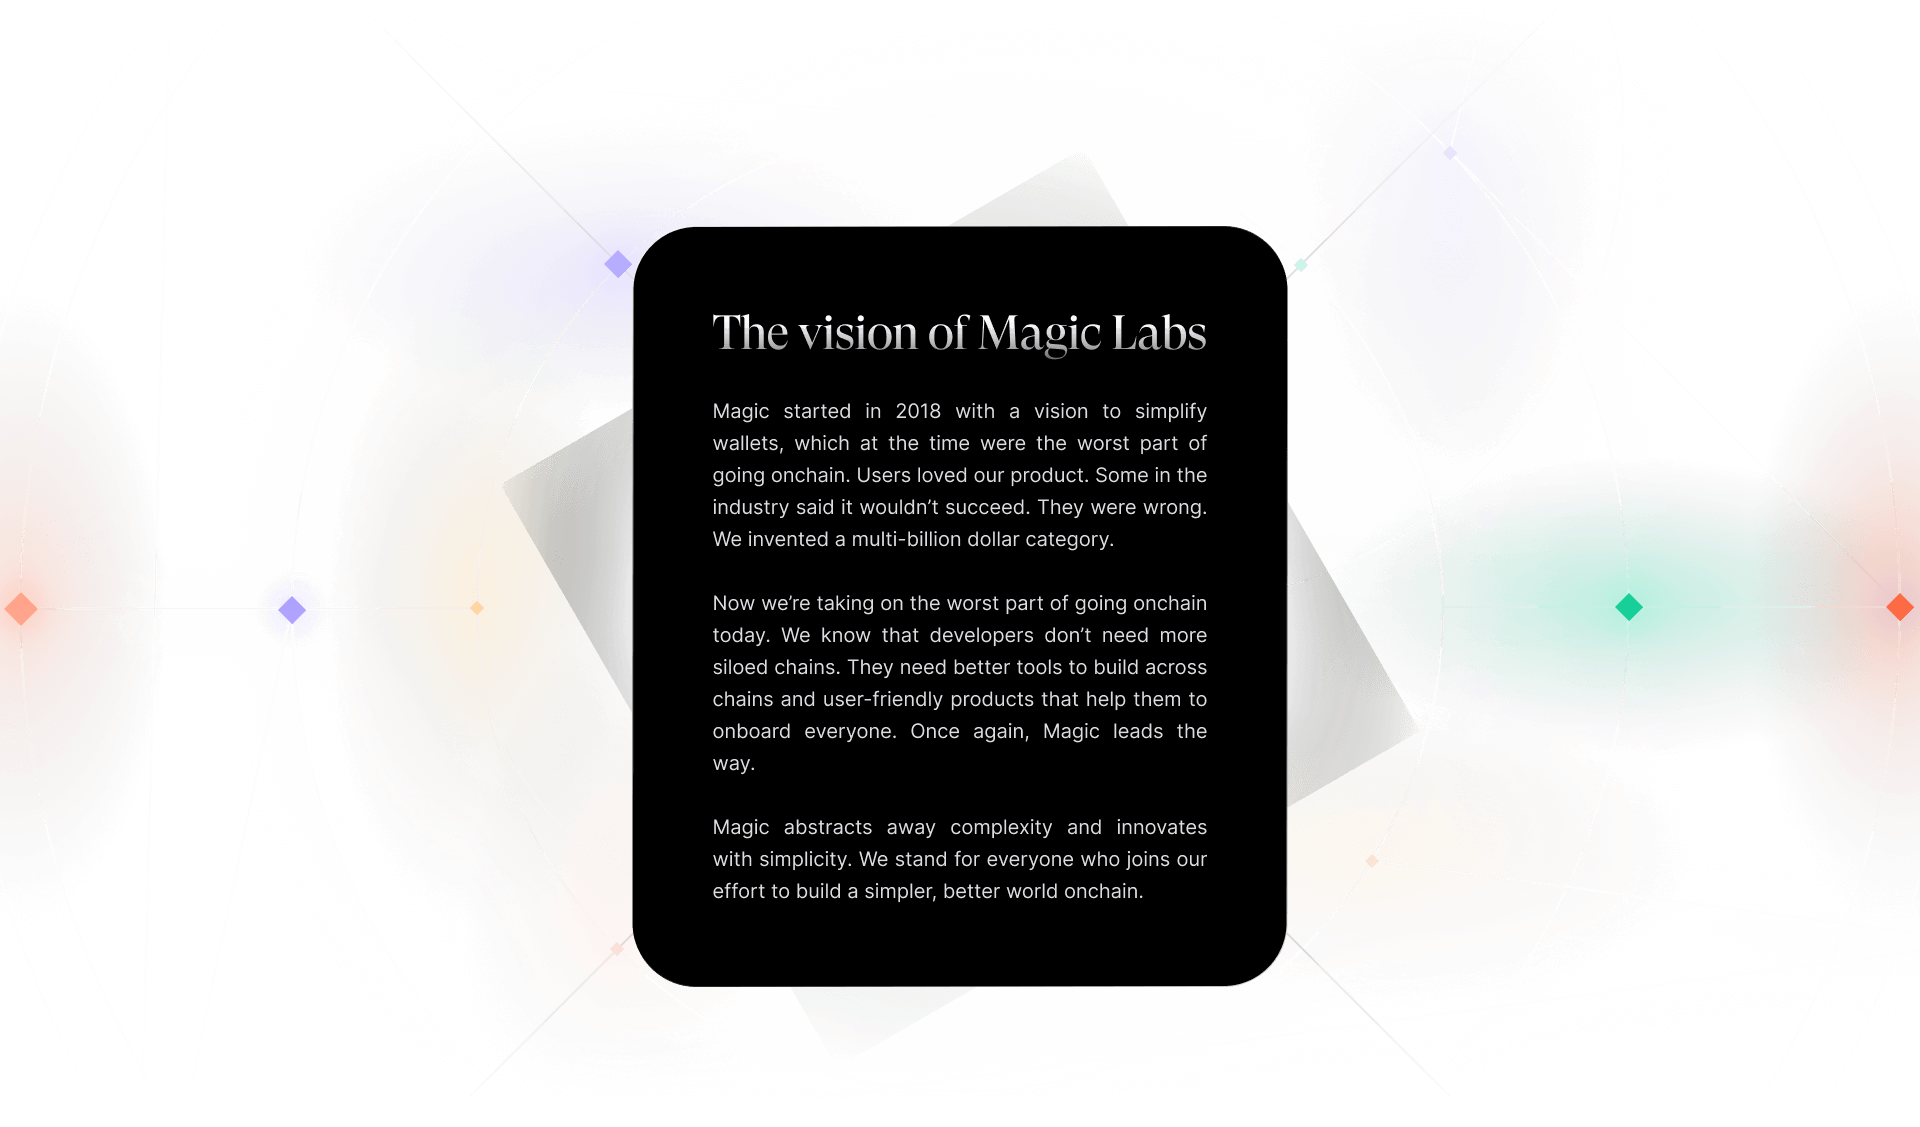 The vision of Magic Labs
Magic started in 2018 with a vision to simplify
wallets, which at the time were the worst part of
going onchain. Users loved our product. Some in the
industry said it wouldn’t succeed. They were wrong.
We invented a multi-billion dollar category.
Now we’re taking on the worst part of going onchain
today. We know that developers don’t need more
siloed chains. They need better tools to build across
chains and user-friendly products that help them to
onboard everyone. Once again, Magic leads the
way.
Magic abstracts away complexity and innovates
with simplicity. We stand for everyone who joins our
effort to build a simpler, better world onchain.